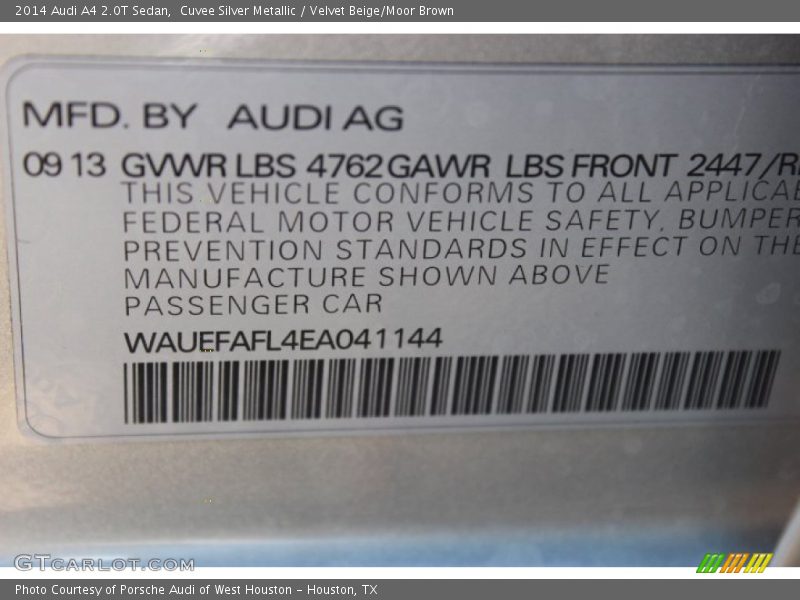 2014 Audi A4 2.0T Sedan,  Cuvee Silver Metallic / Velvet Beige/Moor Brown
MFD. BY AUDI AG
09 13 GVWR LBS 4762 GAWR LBS FRONT 2447/R
THIS VEHICLE CONFORMS TO ALL APPLICA
FEDERAL MOTOR VEHICLE SAFETY, BUMPER
PREVENTION STANDARDS IN EFFECT ON THE
MANUFACTURE SHOWN ABOVE
PASSENGER CAR
WAUEFAFL4EA041144
GTCARLOT.COM
Photo Courtesy of Porsche Audi of West Houston - Houston, TX